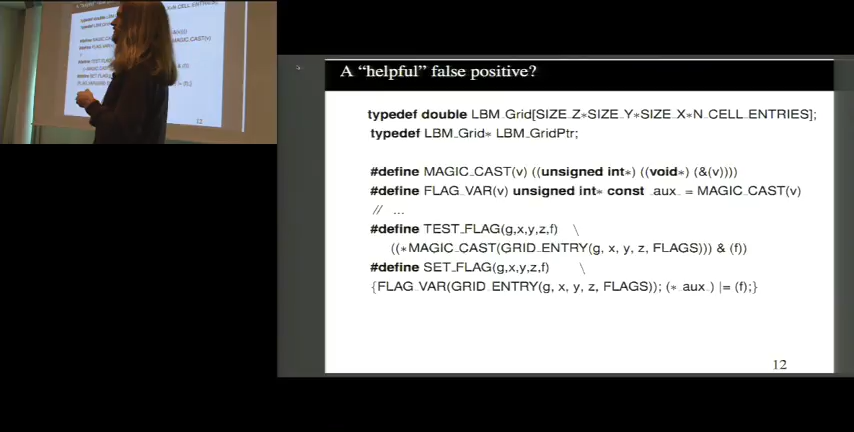 A “helpful” false positive?
typedef double LBM_Grid[SIZE_Z*SIZE_Y*SIZE_X*N_CELL_ENTRIES];
typedef LBM_Grid* LBM_GridPtr;
#define MAGIC_CAST(v) ((unsigned int*) ((void*) (&(v))))
#define FLAG_VAR(v) unsigned int* const _aux_ = MAGIC_CAST(v)
// ...
#define TEST_FLAG(g,x,y,z,f) \
((*MAGIC_CAST(GRID_ENTRY(g, x, y, z, FLAGS))) & (f))
#define SET_FLAG(g,x,y,z,f) \
{FLAG_VAR(GRID_ENTRY(g, x, y, z, FLAGS)); (*_aux_) |= (f);}
12